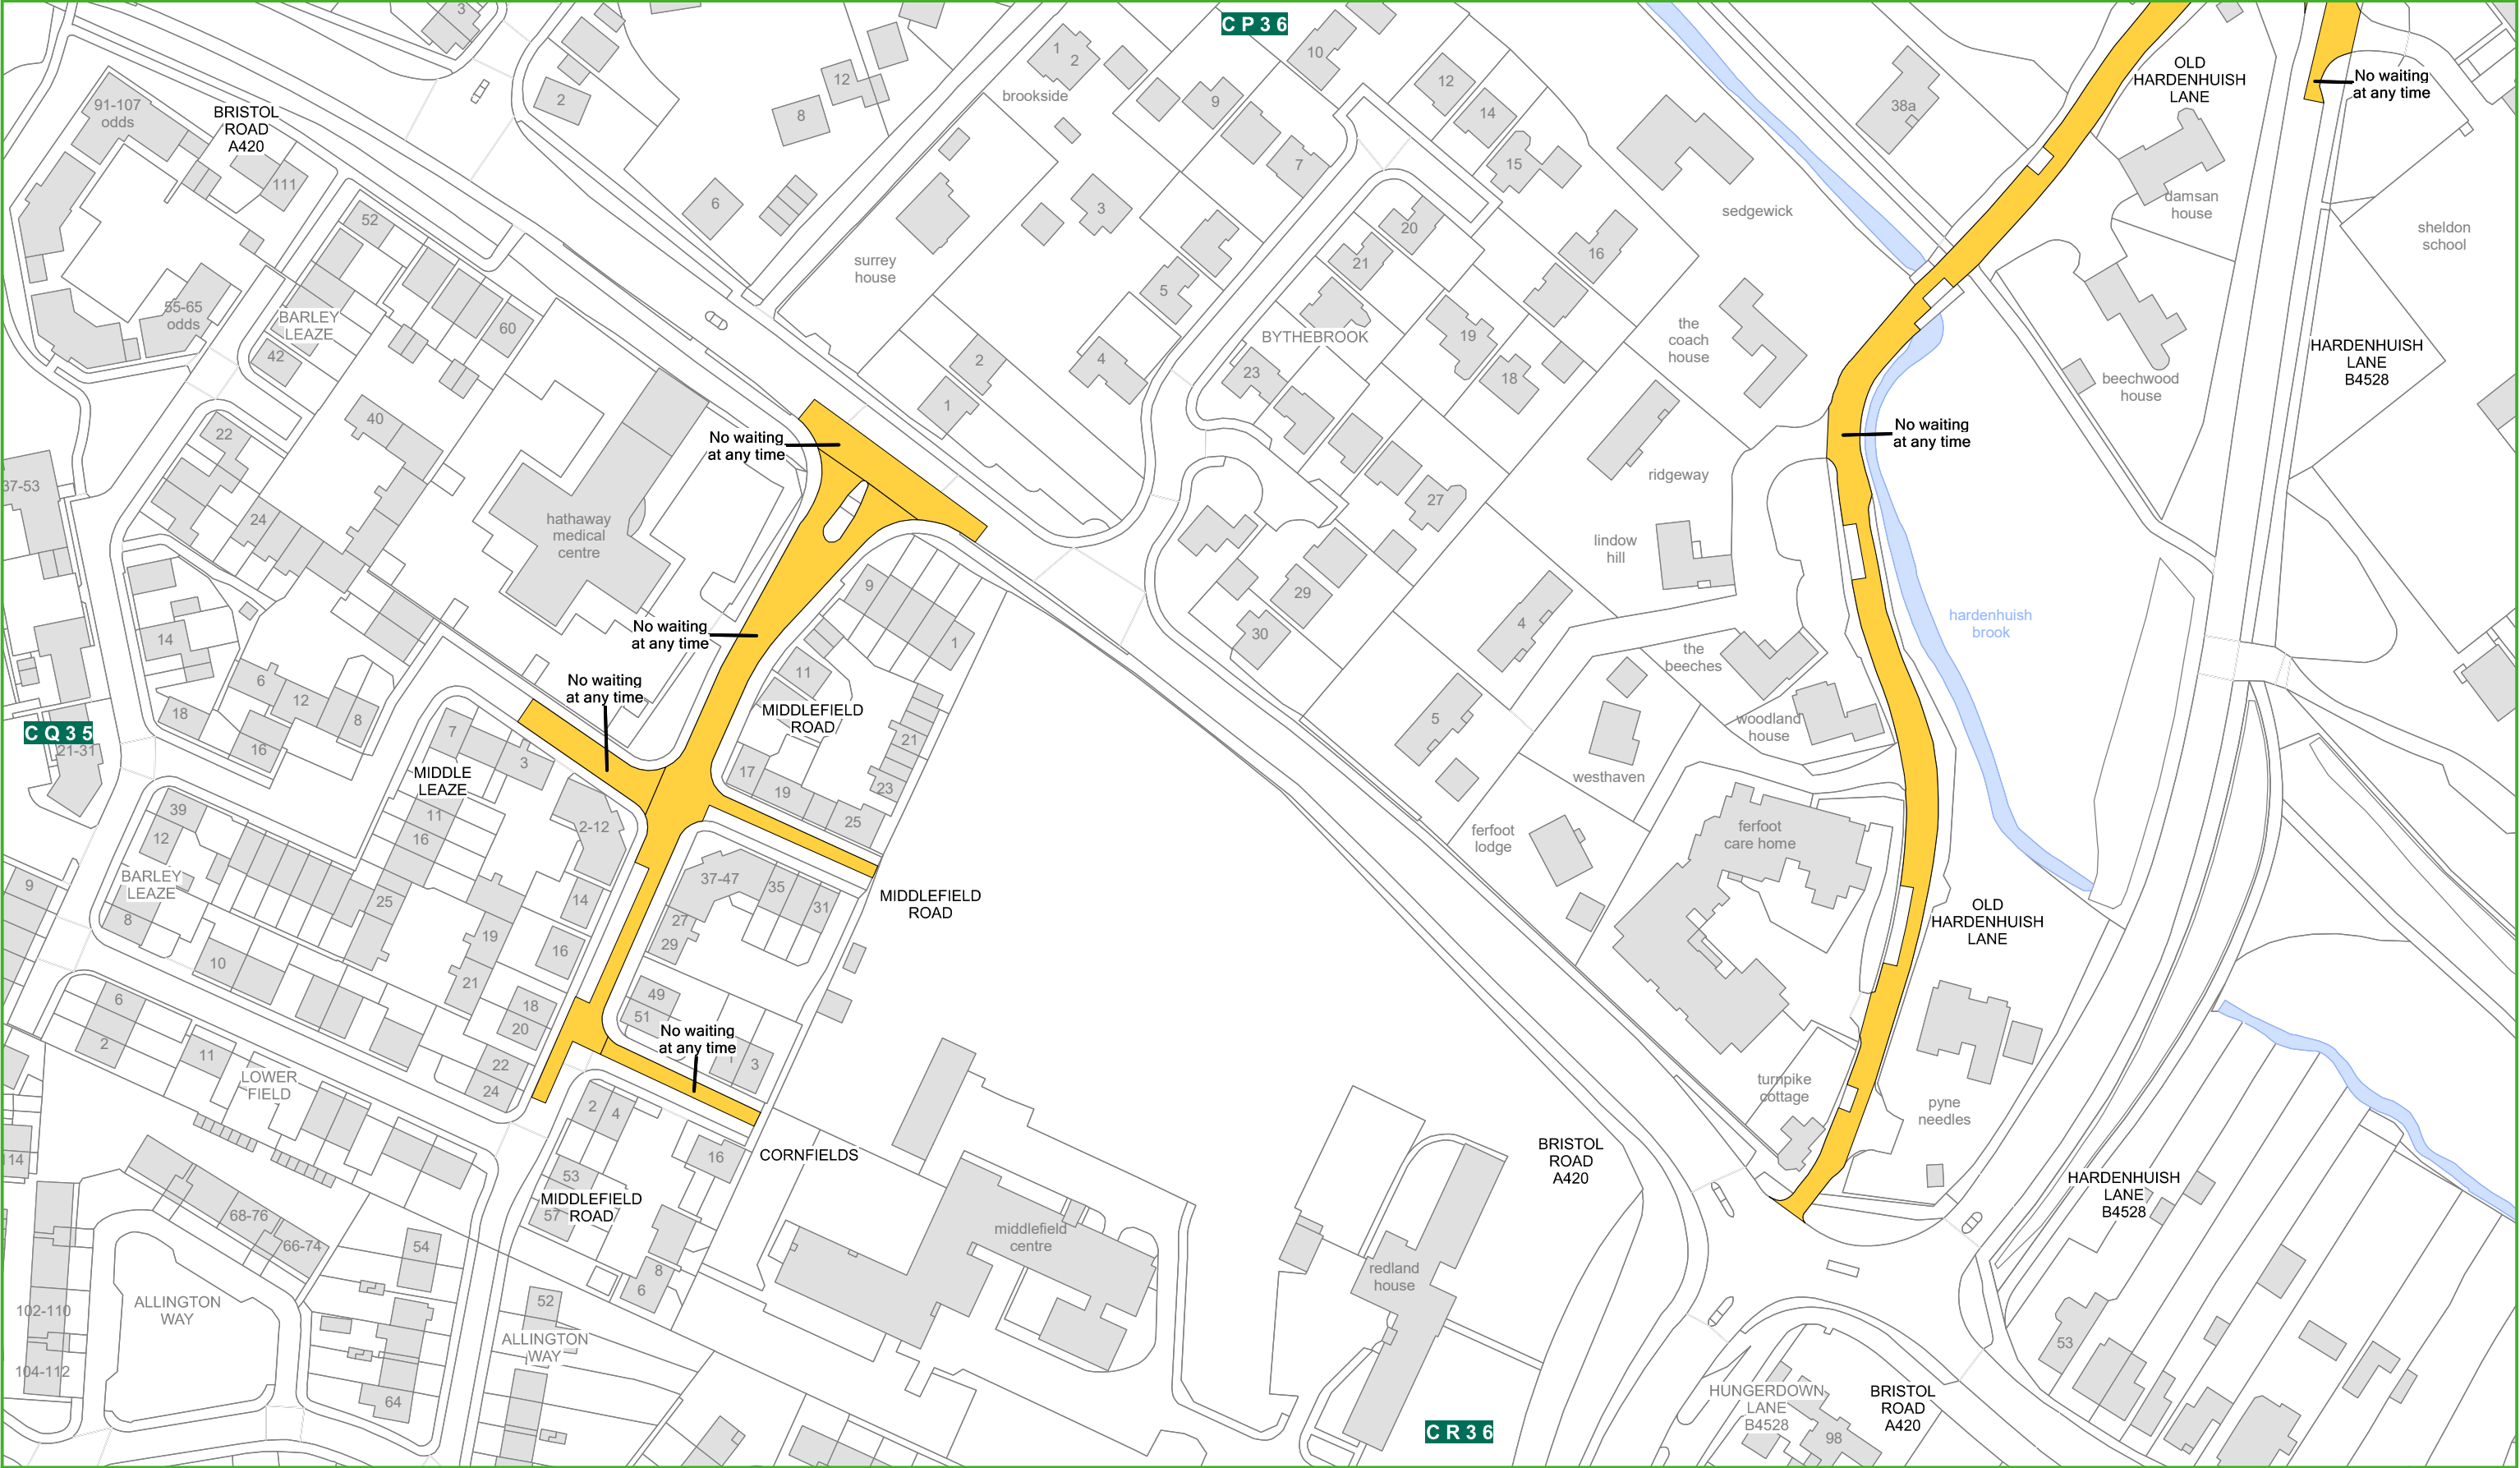 3
C P 3 6
1
2
10
OLD
HARDENHUISH
LANE
No waiting
at any time
91-107
odds
BRISTOL
ROAD
A420
2
12
8
brookside
9
12
14
38a
111
7
15
52
6
3
20
sedgewick
damsan
house
sheldon
school
surrey
house
21
16
5
55-65
odds
BARLEY
LEAZE
60
42
2
4
BYTHEBROOK
19
the
coach
house
HARDENHUISH
LANE
B4528
23
18
beechwood
house
1
40
22
No waiting
at any time
No waiting
at any time
37-53
24
hathaway
medical
centre
27
ridgeway
lindow
hill
9
29
14
No waiting
at any time
1
30
4
hardenhuish
brook
the
beeches
6
12
8
18
16
No waiting
at any time
11
MIDDLEFIELD
ROAD
21
5
woodland
house
C Q 3 5
21-31
7
3
17
19
23
25
westhaven
MIDDLE
LEAZE
39
12
11
16
2-12
ferfoot
lodge
ferfoot
care home
9
BARLEY
LEAZE
8
25
14
37-47
35
31
27
29
MIDDLEFIELD
ROAD
OLD
HARDENHUISH
LANE
19
16
10
21
6
2
18
20
49
51
No waiting
at any time
3
11
LOWER
FIELD
22
24
2
4
turnpike
cottage
pyne
needles
114
16
CORNFIELDS
BRISTOL
ROAD
A420
53
MIDDLEFIELD
ROAD
57
HARDENHUISH
LANE
B4528
68-76
66-74
54
middlefield
centre
8
6
redland
house
102-110
ALLINGTON
WAY
52
ALLINGTON
WAY
53
104-112
64
C R 3 6
HUNGERDOWN
LANE
B4528
BRISTOL
ROAD
A420
98